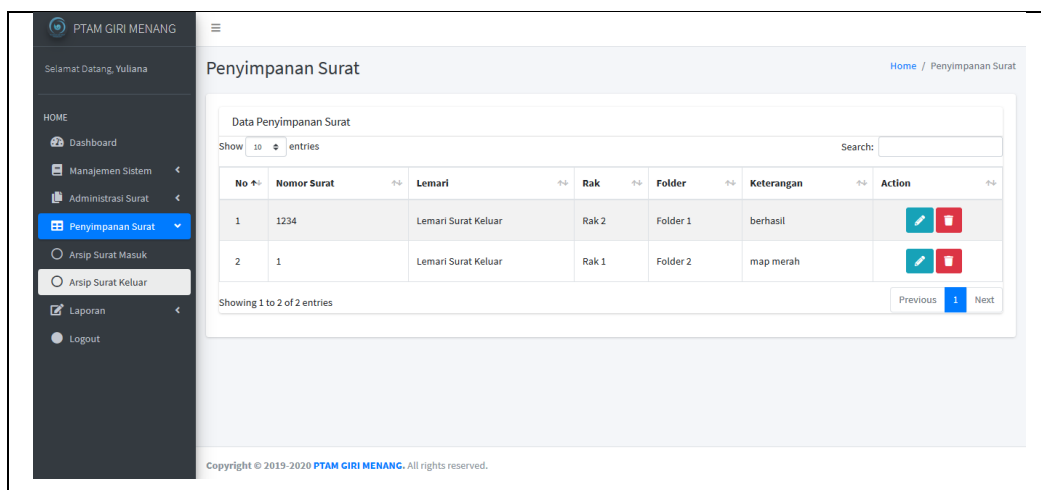 PTAM GIRI MENANG
Selamat Datang, Yuliana
HOME
Dashboard
Manajemen Sistem
Administrasi Surat
Penyimpanan Surat
Arsip Surat Masuk
Arsip Surat Keluar
Laporan
Logout
Penyimpanan Surat
Home / Penyimpanan Surat
Data Penyimpanan Surat
Show 10 entries
Search:
No Nomor Surat Lemari Rak Folder Keterangan Action
1 1234 Lemari Surat Keluar Rak 2 Folder 1 berhasil
2 1 Lemari Surat Keluar Rak 1 Folder 2 map merah
Showing 1 to 2 of 2 entries
Previous 1 Next
Copyright © 2019-2020 PTAM GIRI MENANG. All rights reserved.